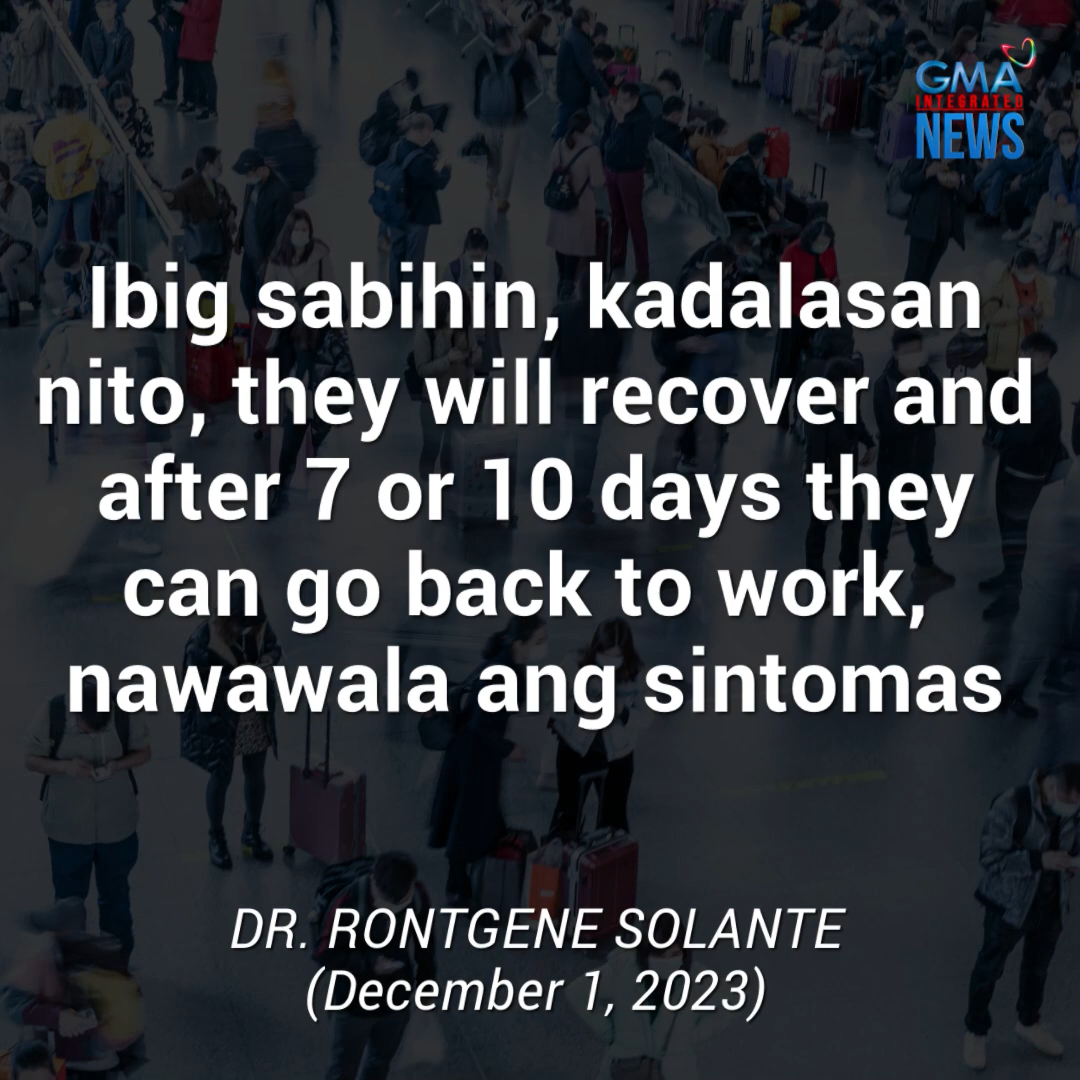 GMA
INTEGRATED
NEWS
Ibig sabihin, kadalasan
nito, they will recover and
after 7 or 10 days they
can go back to work,
nawawala ang sintomas
DR. RONTGENE SOLANTE
(December 1, 2023)